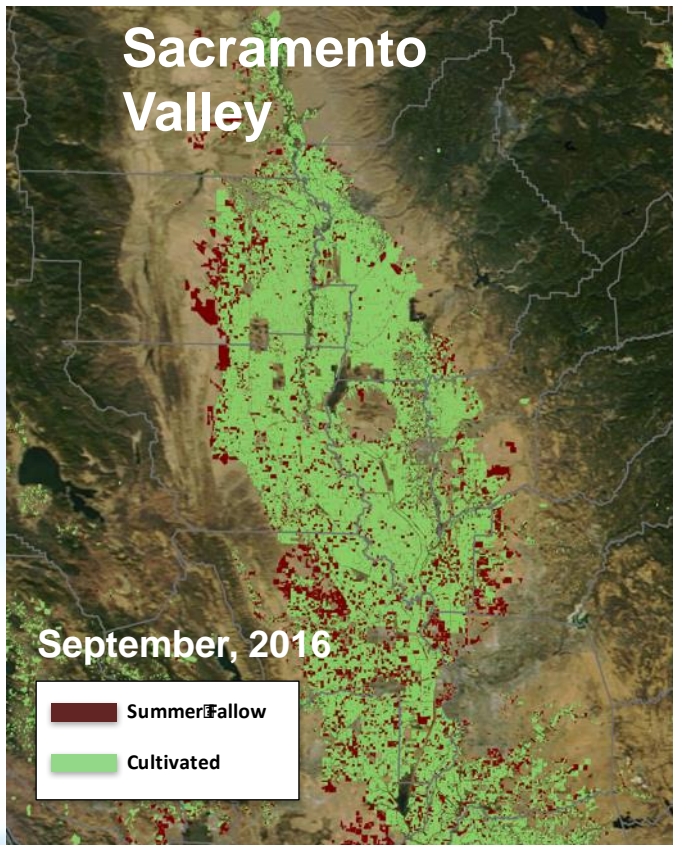 Sacramento
Valley
September, 2016
Summer Fallow
Cultivated